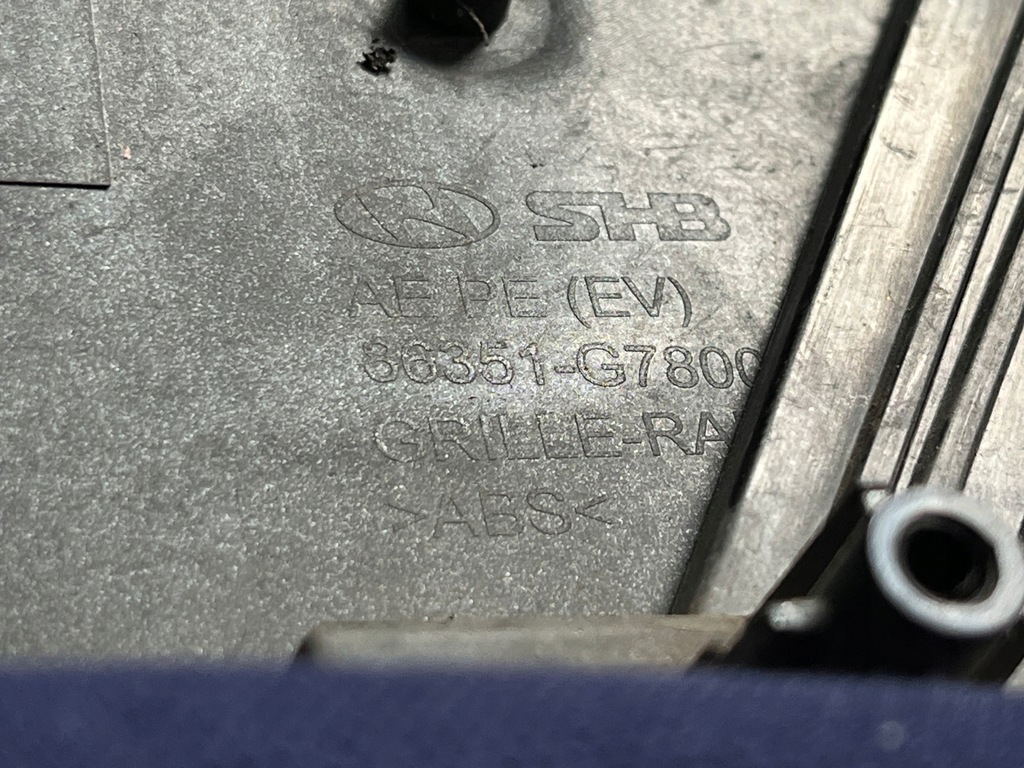 SHB
AE PE (EV)
86351-G7800
GRILLE-RA
>ABS<